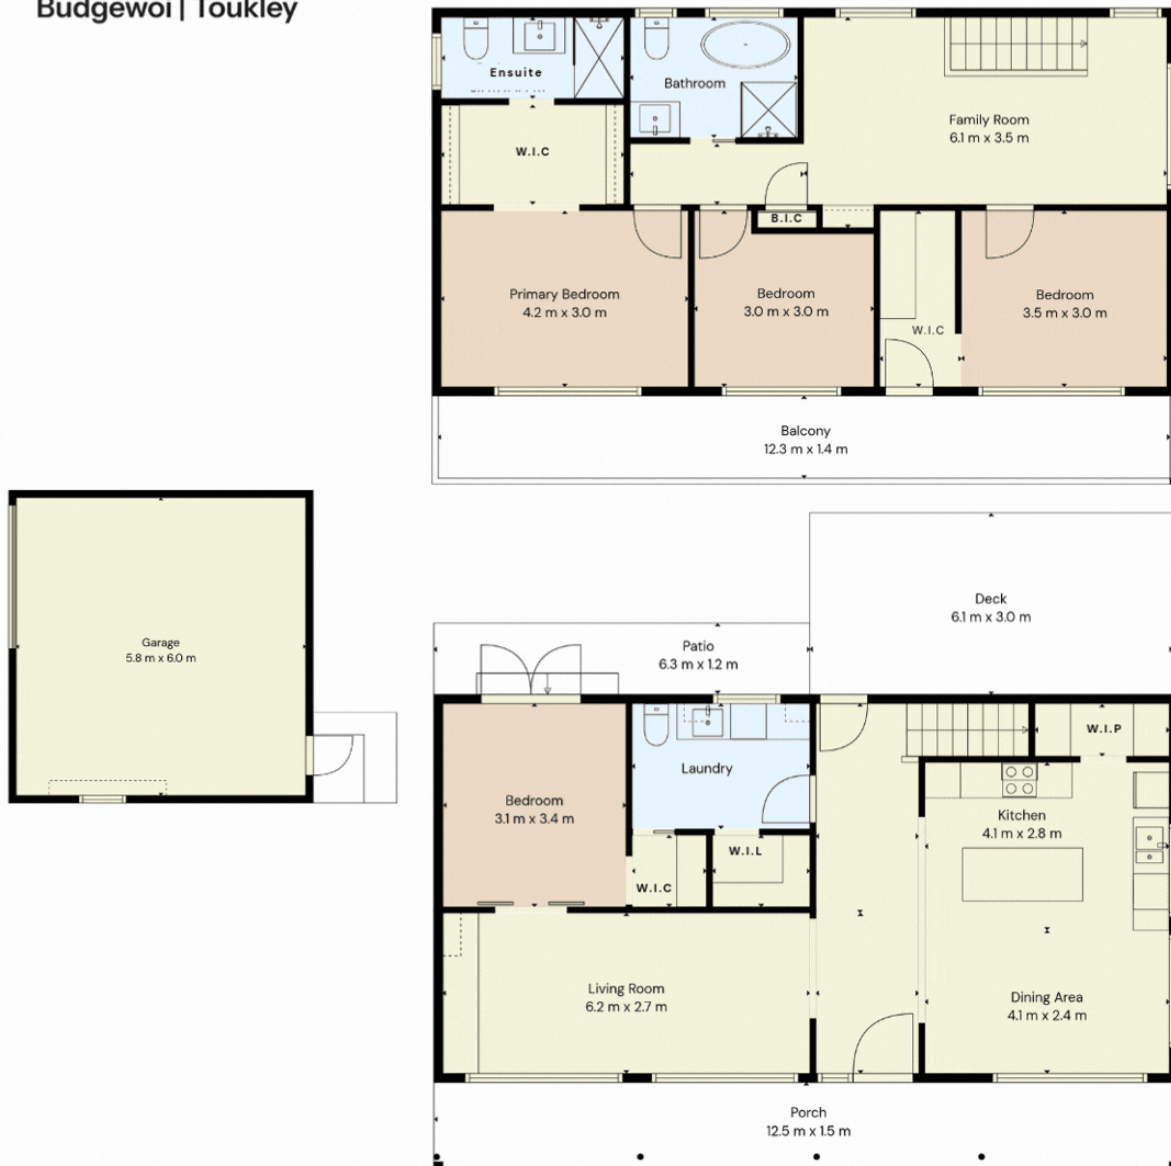 Budgewoi | Toukley
Ensuite
Bathroom
Family Room
6.1 m x 3.5 m
W.I.C
B.I.C
Primary Bedroom
4.2 m x 3.0 m
Bedroom
3.0 m x 3.0 m
W.I.C
Bedroom
3.5 m x 3.0 m
Balcony
12.3 m x 1.4 m
Garage
5.8 m x 6.0 m
Deck
6.1 m x 3.0 m
Patio
6.3 m x 1.2 m
W.I.P
Laundry
Bedroom
3.1 m x 3.4 m
Kitchen
4.1 m x 2.8 m
W.I.L
W.I.C
Living Room
6.2 m x 2.7 m
Dining Area
4.1 m x 2.4 m
Porch
12.5 m x 1.5 m